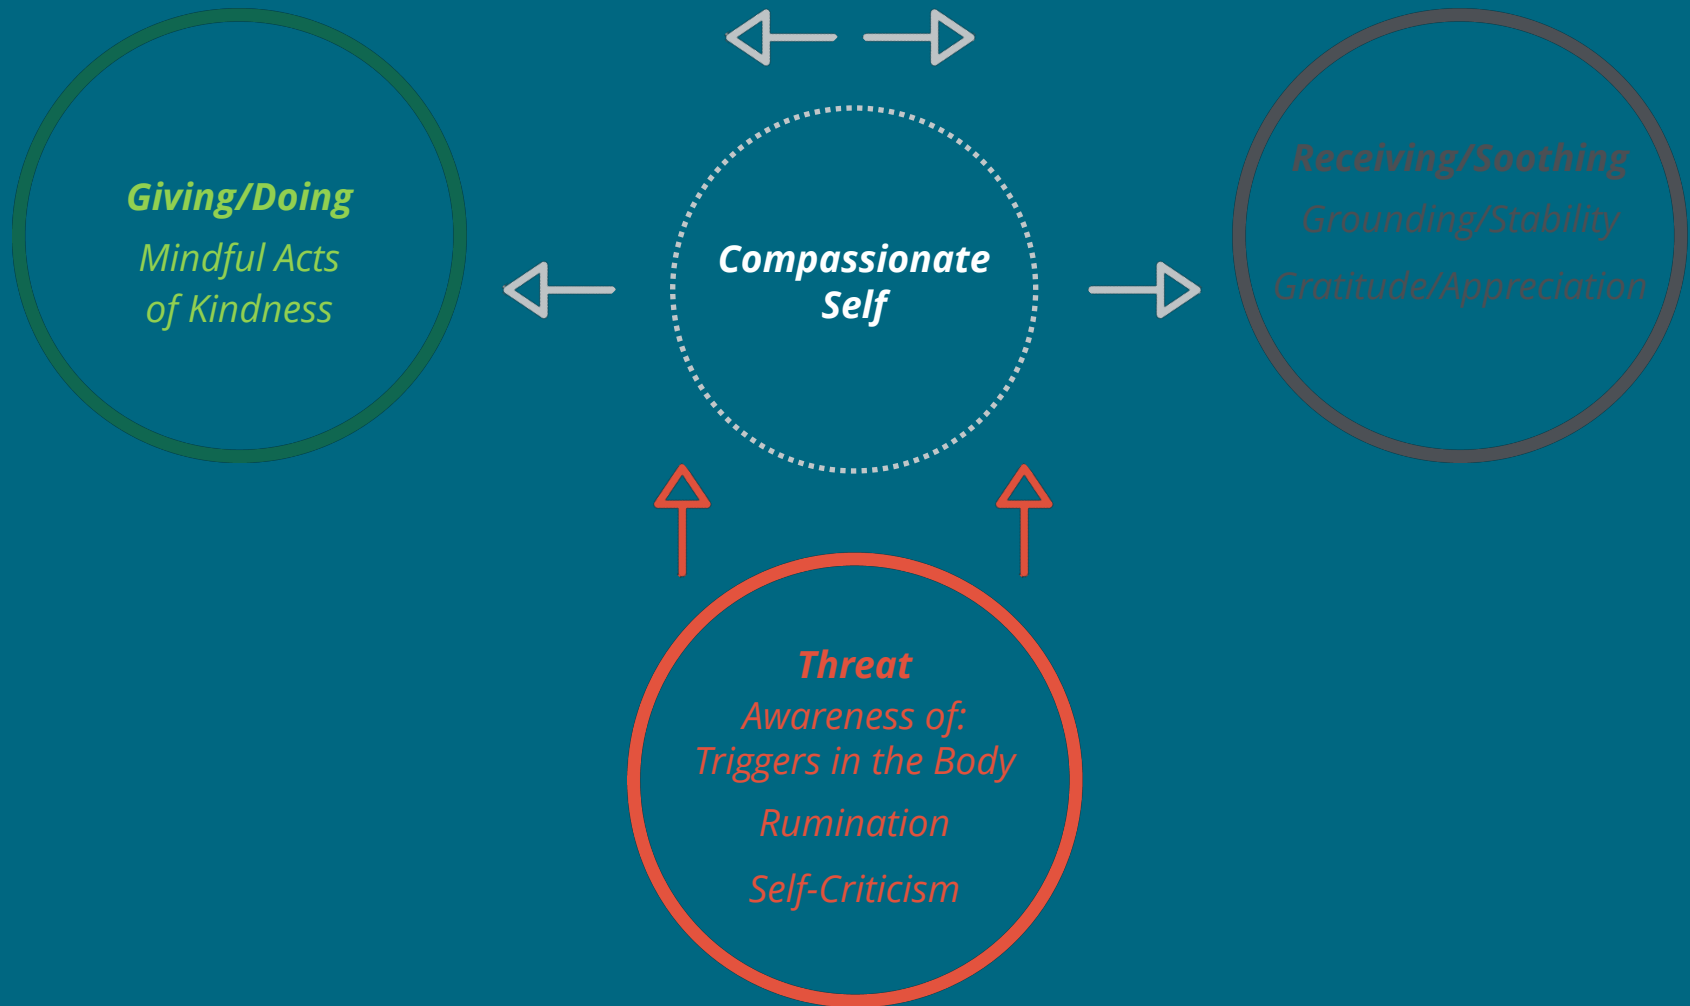 Giving/Doing
Mindful Acts
of Kindness
Compassionate
Self
Receiving/Soothing
Grounding/Stability
Gratitude/Appreciation
Threat
Awareness of:
Triggers in the Body
Rumination
Self-Criticism